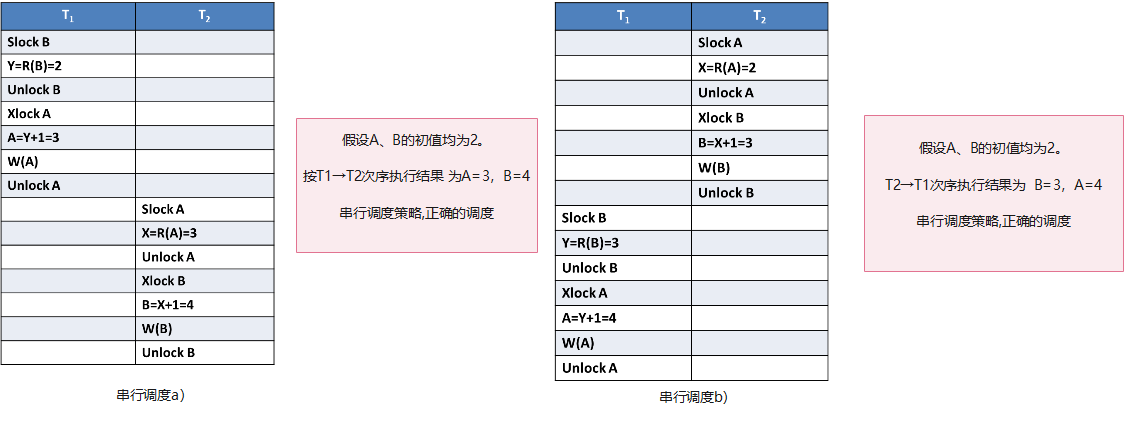 T1 T2
Slock B
Y=R(B)=2
Unlock B
Xlock A
A=Y+1=3
W(A)
Unlock A
Slock A
X=R(A)=3
Unlock A
Xlock B
B=X+1=4
W(B)
Unlock B
串行调度a）
假设A、B的初值均为2。
按T1→T2次序执行结果 为A=3，B=4
串行调度策略,正确的调度
T1 T2
Slock A
X=R(A)=2
Unlock A
Xlock B
B=X+1=3
W(B)
Unlock B
Slock B
Y=R(B)=3
Unlock B
Xlock A
A=Y+1=4
W(A)
Unlock A
串行调度b）
假设A、B的初值均为2。
T2→T1次序执行结果为 B=3，A=4
串行调度策略,正确的调度